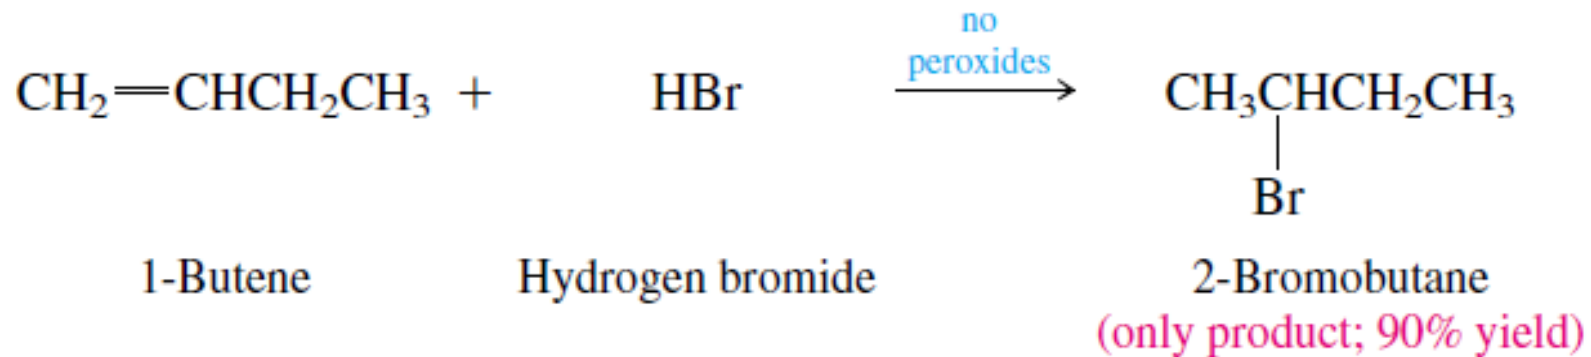 no
peroxides
CH₂=CHCH₂CH₃ + HBr → CH₃CHCH₂CH₃
Br
1-Butene Hydrogen bromide 2-Bromobutane
(only product; 90% yield)